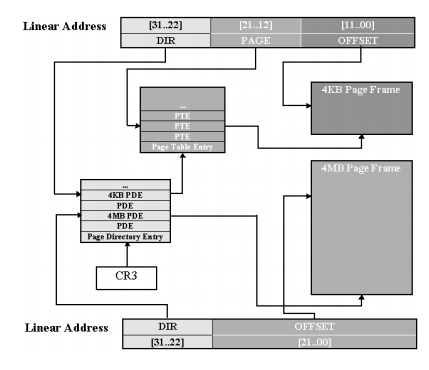 Linear Address
[31..22] [21..12] [11..00]
DIR PAGE OFFSET
4KB Page Frame
...
PTE
PTE
PTE
Page Table Entry
4MB Page Frame
...
4KB PDE
PDE
4MB PDE
PDE
Page Directory Entry
CR3
Linear Address
DIR OFFSET
[31..22] [21..00]